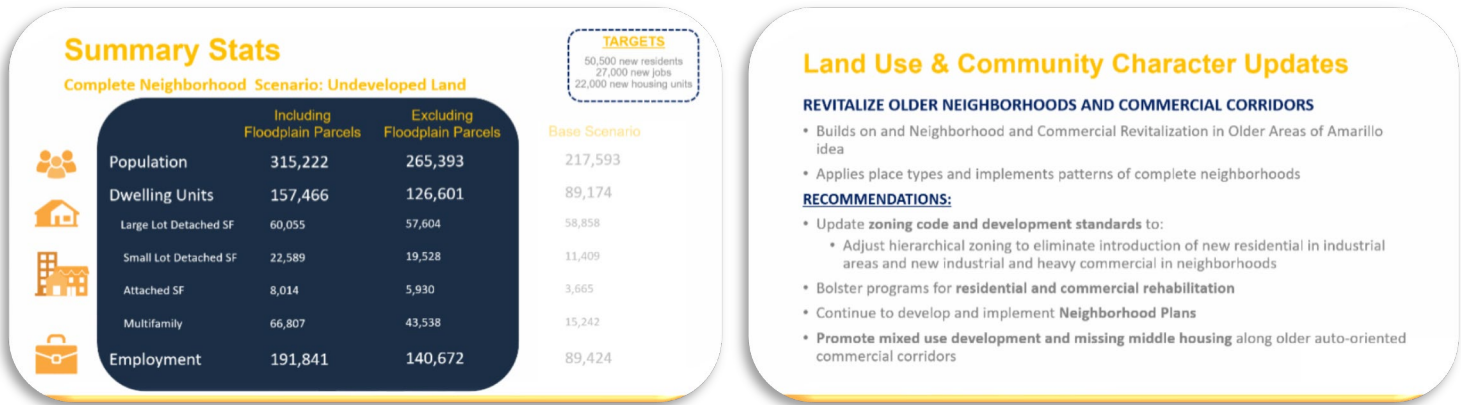 Summary Stats
Complete Neighborhood Scenario: Undeveloped Land
TARGETS
50,500 new residents
27,000 new jobs
22,000 new housing units
Including Floodplain Parcels
Excluding Floodplain Parcels
Base Scenario
Population 315,222 265,393 217,593
Dwelling Units 157,466 126,601 89,174
Large Lot Detached SF 60,055 57,604 58,858
Small Lot Detached SF 22,589 19,528 11,409
Attached SF 8,014 5,930 3,665
Multifamily 66,807 43,538 15,242
Employment 191,841 140,672 89,424
Land Use & Community Character Updates
REVITALIZE OLDER NEIGHBORHOODS AND COMMERCIAL CORRIDORS
• Builds on and Neighborhood and Commercial Revitalization in Older Areas of Amarillo
idea
• Applies place types and implements patterns of complete neighborhoods
RECOMMENDATIONS:
• Update zoning code and development standards to:
• Adjust hierarchical zoning to eliminate introduction of new residential in industrial
areas and new industrial and heavy commercial in neighborhoods
• Bolster programs for residential and commercial rehabilitation
• Continue to develop and implement Neighborhood Plans
• Promote mixed use development and missing middle housing along older auto-oriented
commercial corridors